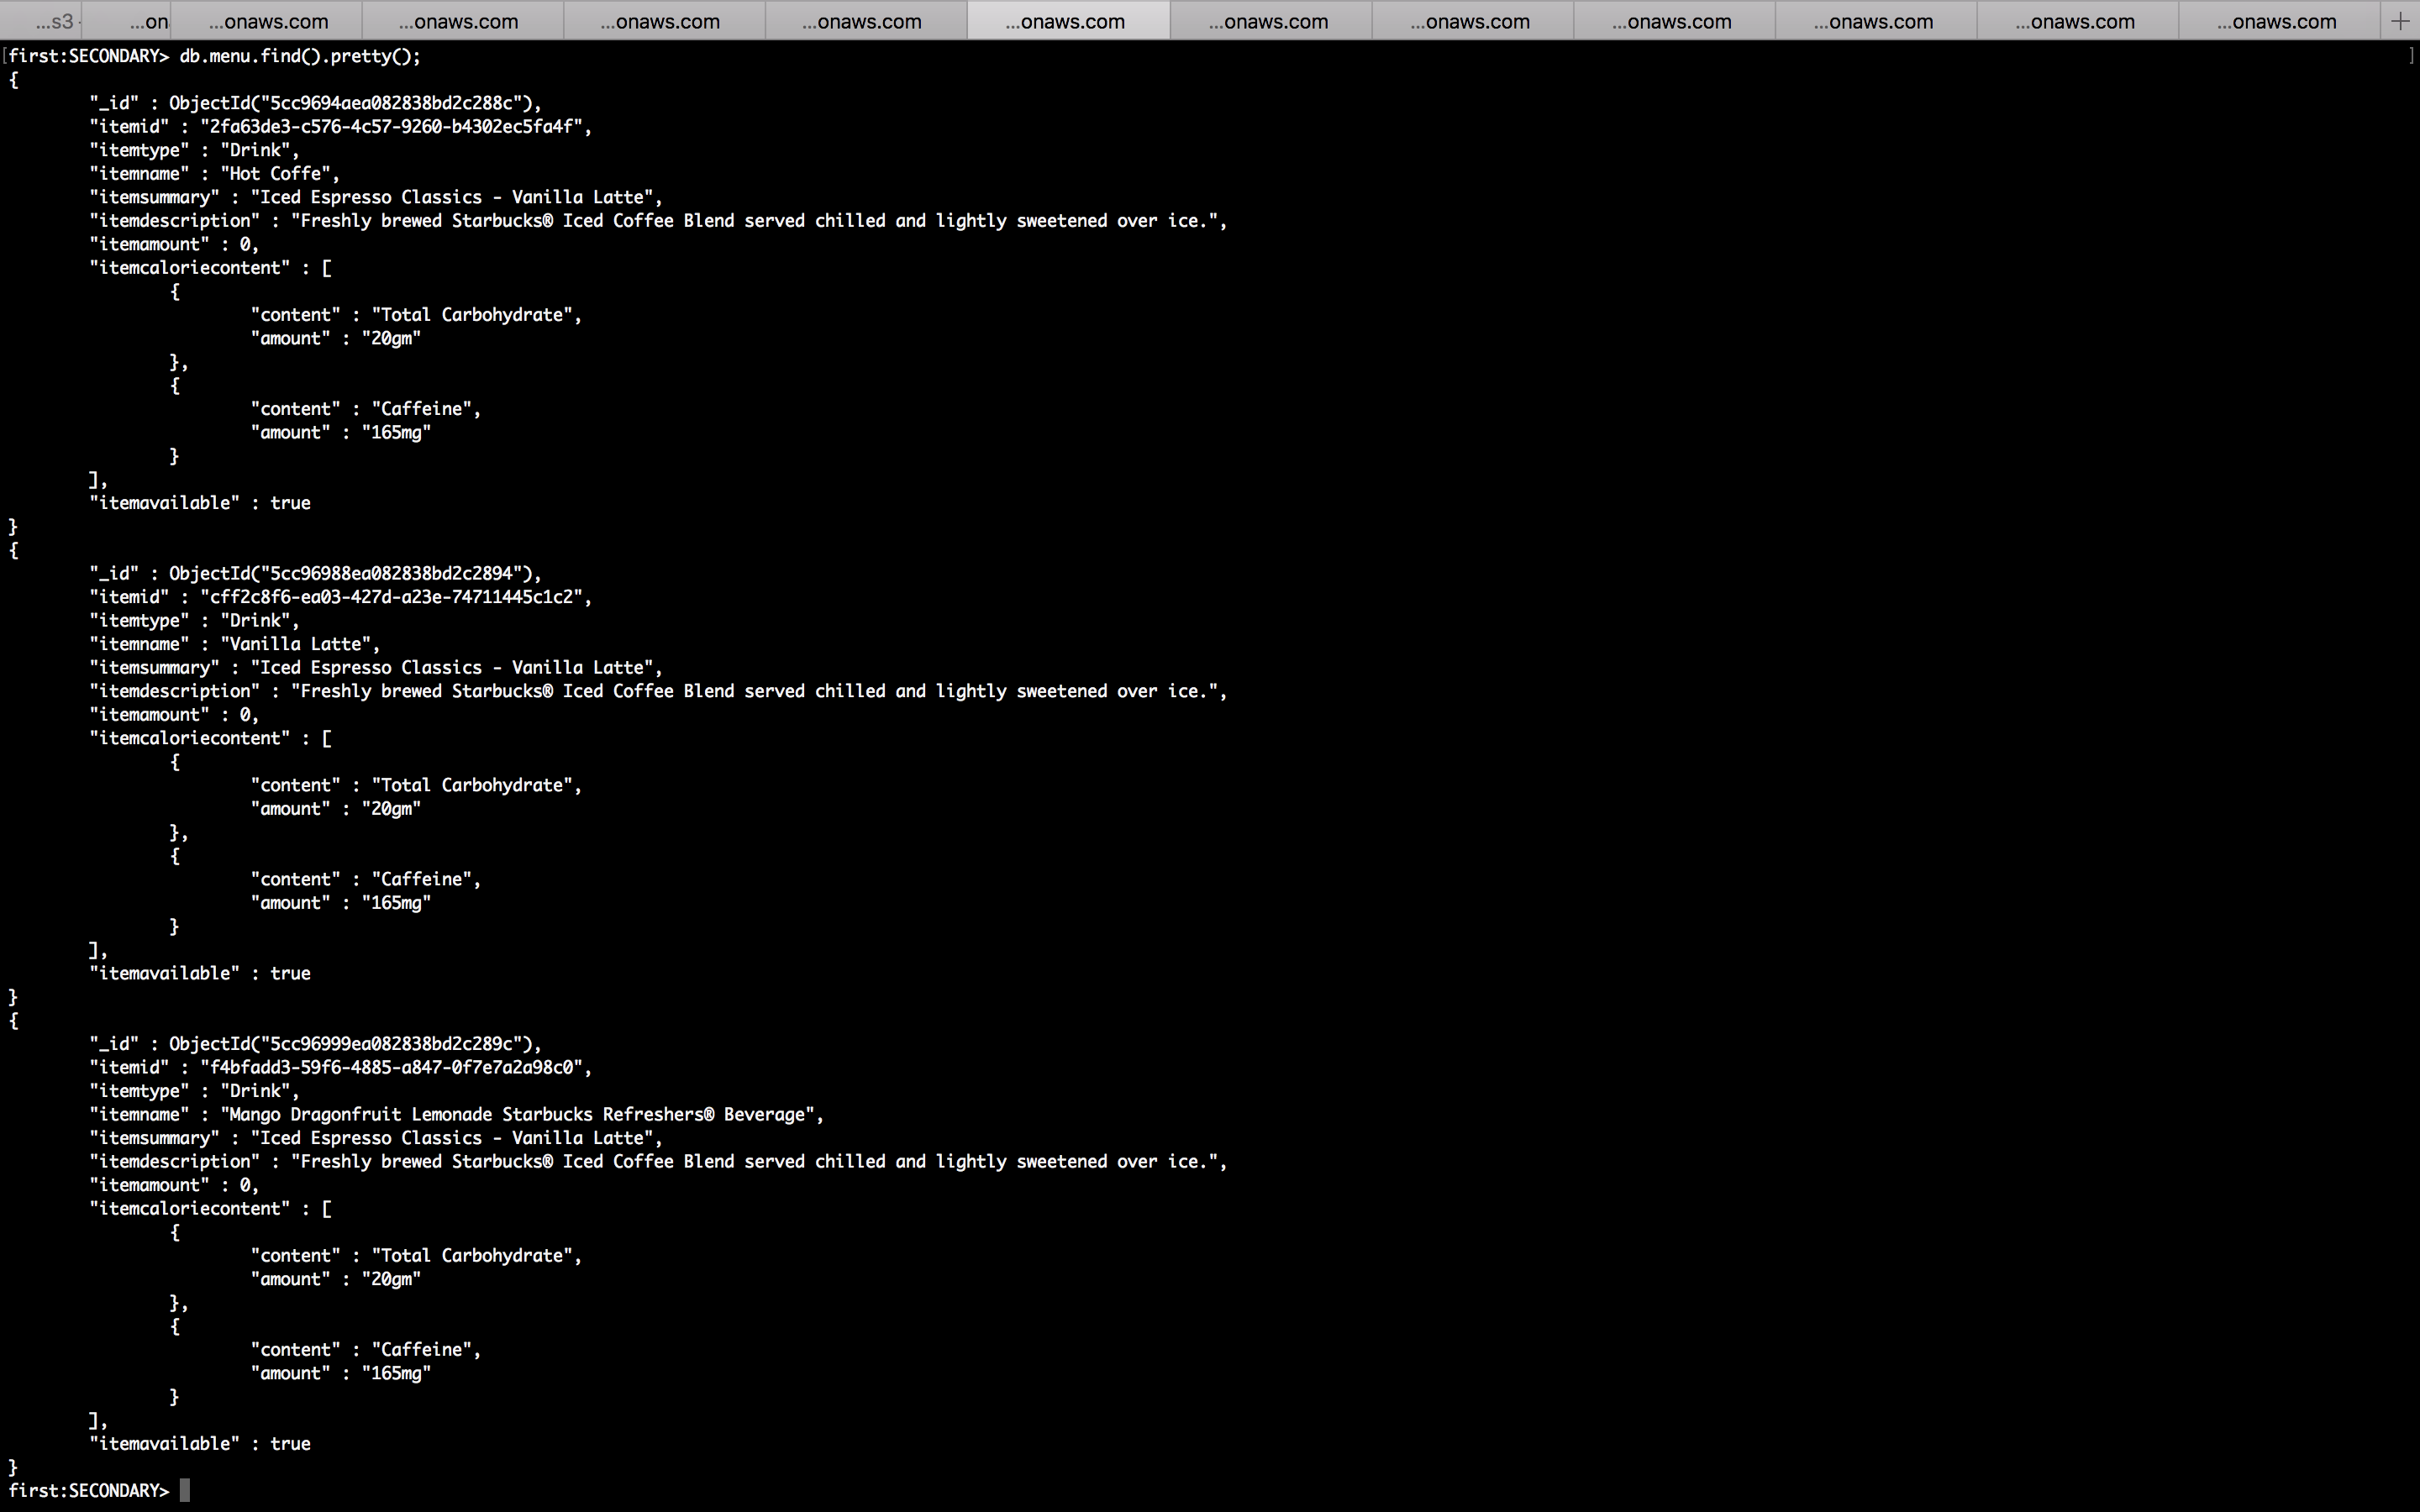 ...s3 ...on ...onaws.com ...onaws.com ...onaws.com ...onaws.com ...onaws.com ...onaws.com ...onaws.com ...onaws.com ...onaws.com ...onaws.com ...onaws.com +
[first:SECONDARY> db.menu.find().pretty(); ]
{
"_id" : ObjectId("5cc9694aea082838bd2c288c"),
"itemid" : "2fa63de3-c576-4c57-9260-b4302ec5fa4f",
"itemtype" : "Drink",
"itemname" : "Hot Coffe",
"itemsummary" : "Iced Espresso Classics - Vanilla Latte",
"itemdescription" : "Freshly brewed Starbucks® Iced Coffee Blend served chilled and lightly sweetened over ice.",
"itemamount" : 0,
"itemcaloriecontent" : [
{
"content" : "Total Carbohydrate",
"amount" : "20gm"
},
{
"content" : "Caffeine",
"amount" : "165mg"
}
],
"itemavailable" : true
}
{
"_id" : ObjectId("5cc96988ea082838bd2c2894"),
"itemid" : "cff2c8f6-ea03-427d-a23e-74711445c1c2",
"itemtype" : "Drink",
"itemname" : "Vanilla Latte",
"itemsummary" : "Iced Espresso Classics - Vanilla Latte",
"itemdescription" : "Freshly brewed Starbucks® Iced Coffee Blend served chilled and lightly sweetened over ice.",
"itemamount" : 0,
"itemcaloriecontent" : [
{
"content" : "Total Carbohydrate",
"amount" : "20gm"
},
{
"content" : "Caffeine",
"amount" : "165mg"
}
],
"itemavailable" : true
}
{
"_id" : ObjectId("5cc96999ea082838bd2c289c"),
"itemid" : "f4bfadd3-59f6-4885-a847-0f7e7a2a98c0",
"itemtype" : "Drink",
"itemname" : "Mango Dragonfruit Lemonade Starbucks Refreshers® Beverage",
"itemsummary" : "Iced Espresso Classics - Vanilla Latte",
"itemdescription" : "Freshly brewed Starbucks® Iced Coffee Blend served chilled and lightly sweetened over ice.",
"itemamount" : 0,
"itemcaloriecontent" : [
{
"content" : "Total Carbohydrate",
"amount" : "20gm"
},
{
"content" : "Caffeine",
"amount" : "165mg"
}
],
"itemavailable" : true
}
first:SECONDARY>